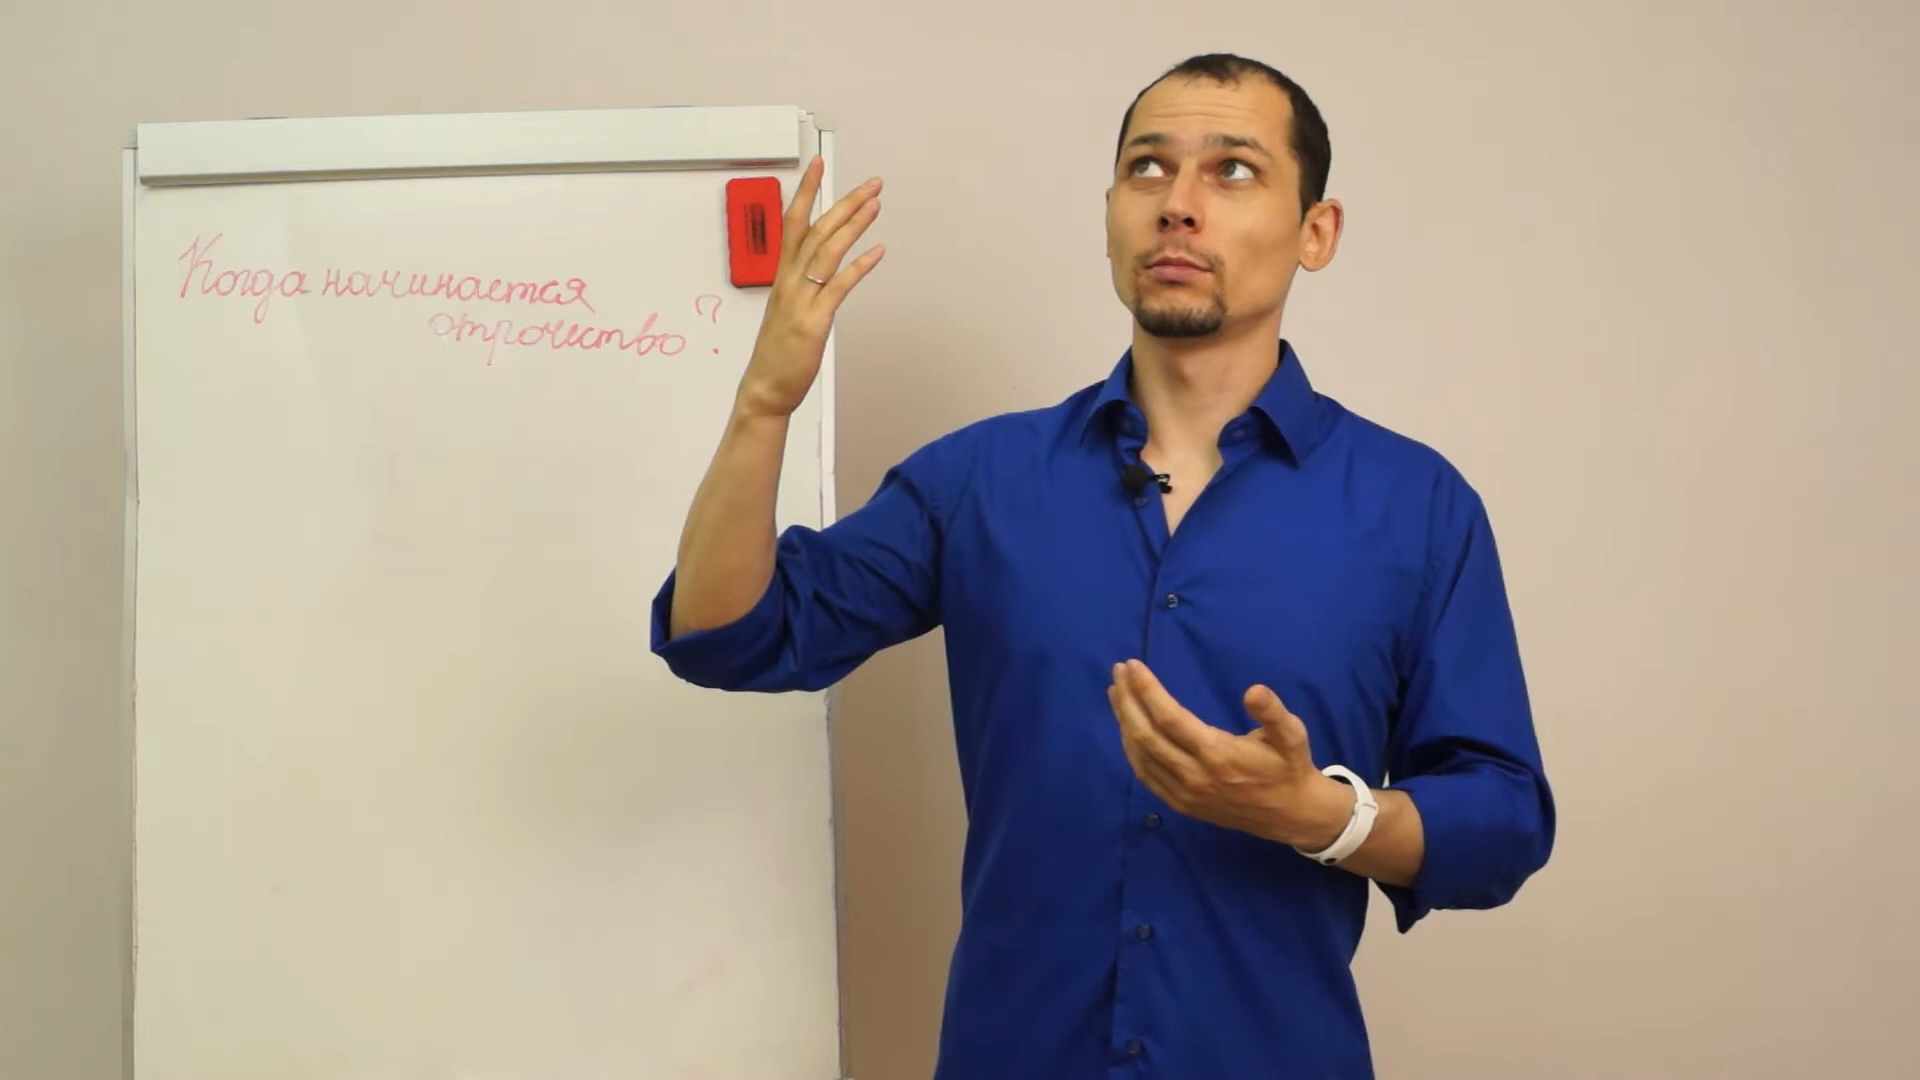 Когда начинается
отрочество?